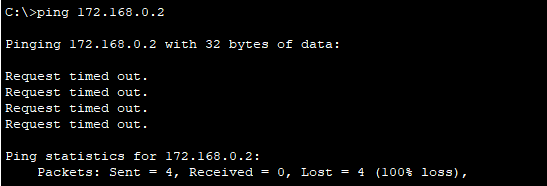 C:\>ping 172.168.0.2
Pinging 172.168.0.2 with 32 bytes of data:
Request timed out.
Request timed out.
Request timed out.
Request timed out.
Ping statistics for 172.168.0.2:
Packets: Sent = 4, Received = 0, Lost = 4 (100% loss),